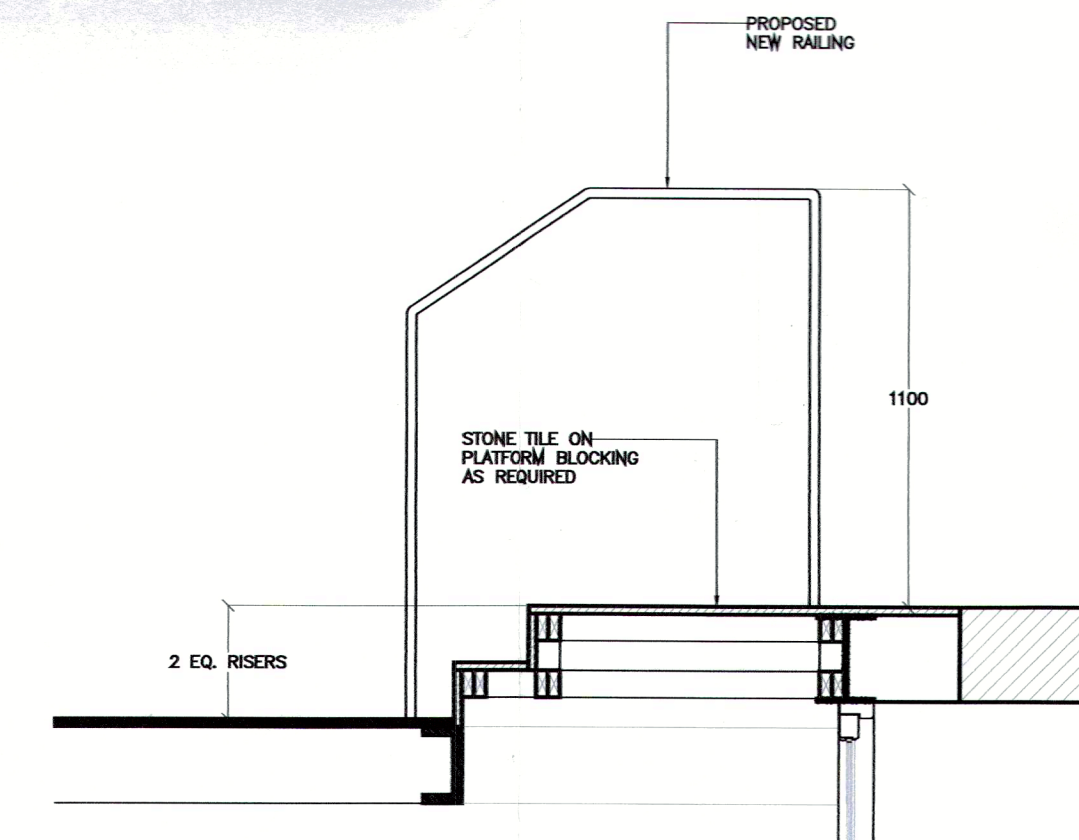 PROPOSED
NEW RAILING
1100
STONE TILE ON
PLATFORM BLOCKING
AS REQUIRED
2 EQ. RISERS